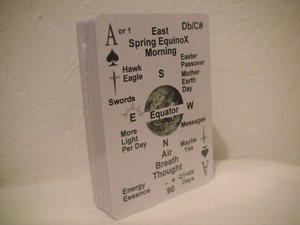 A or 1 East Db/C#
Spring EquinoX
Morning
Easter
Passover
Hawk
Eagle
S
Mother
Earth
Day
Swords
E Equator W
More
Light
Per Day
Messages
N
Air
Breath
Thought
Maybe
Yes
Energy
Essence
- +
90 Days
A